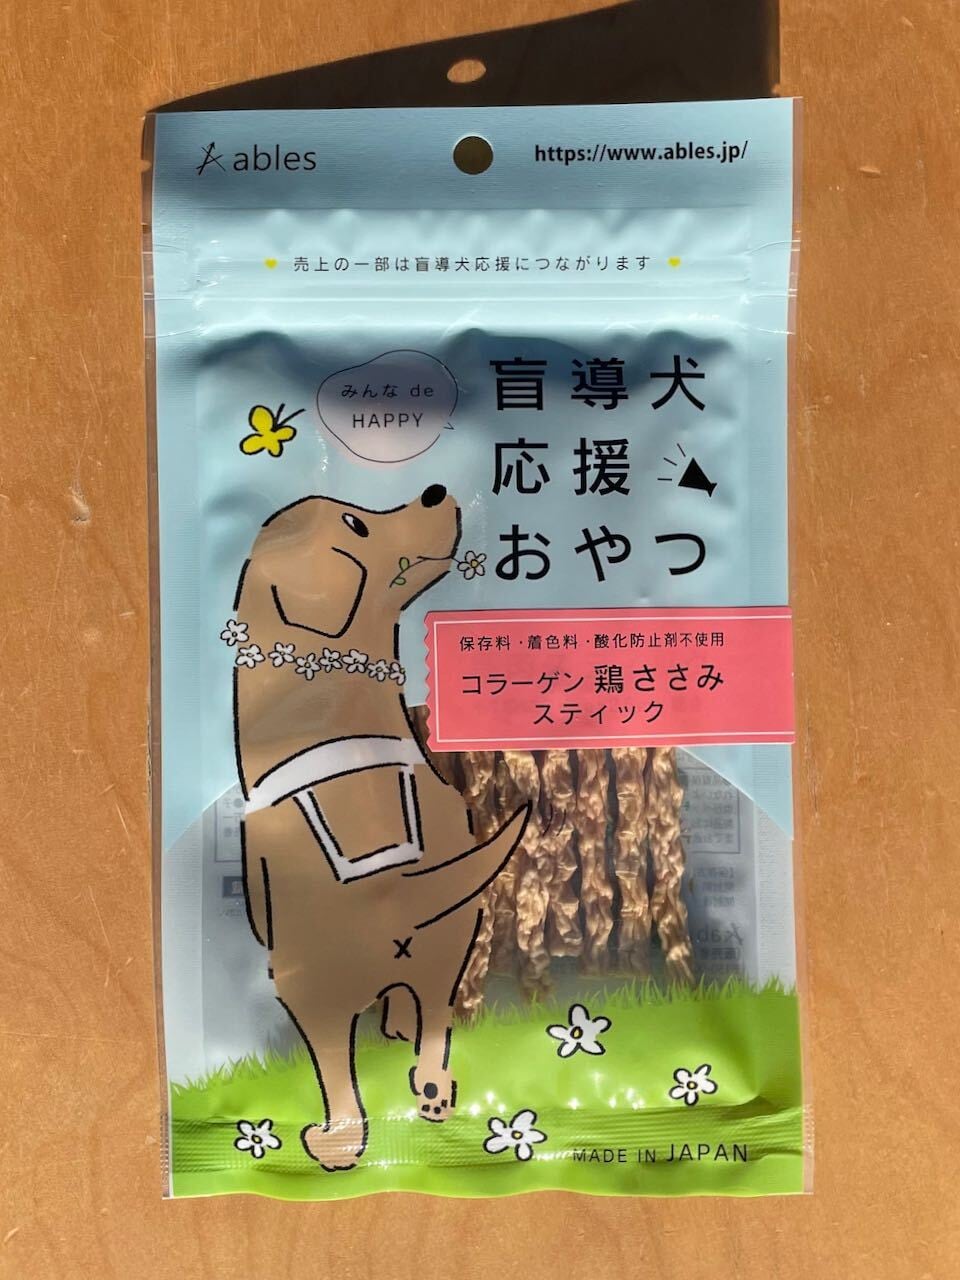 ables
https://www.ables.jp/
売上の一部は盲導犬応援につながります
みんな de
HAPPY
盲導犬
応援
おやつ
保存料・着色料・酸化防止剤不使用
コラーゲン 鶏ささみ
スティック
MADE IN JAPAN